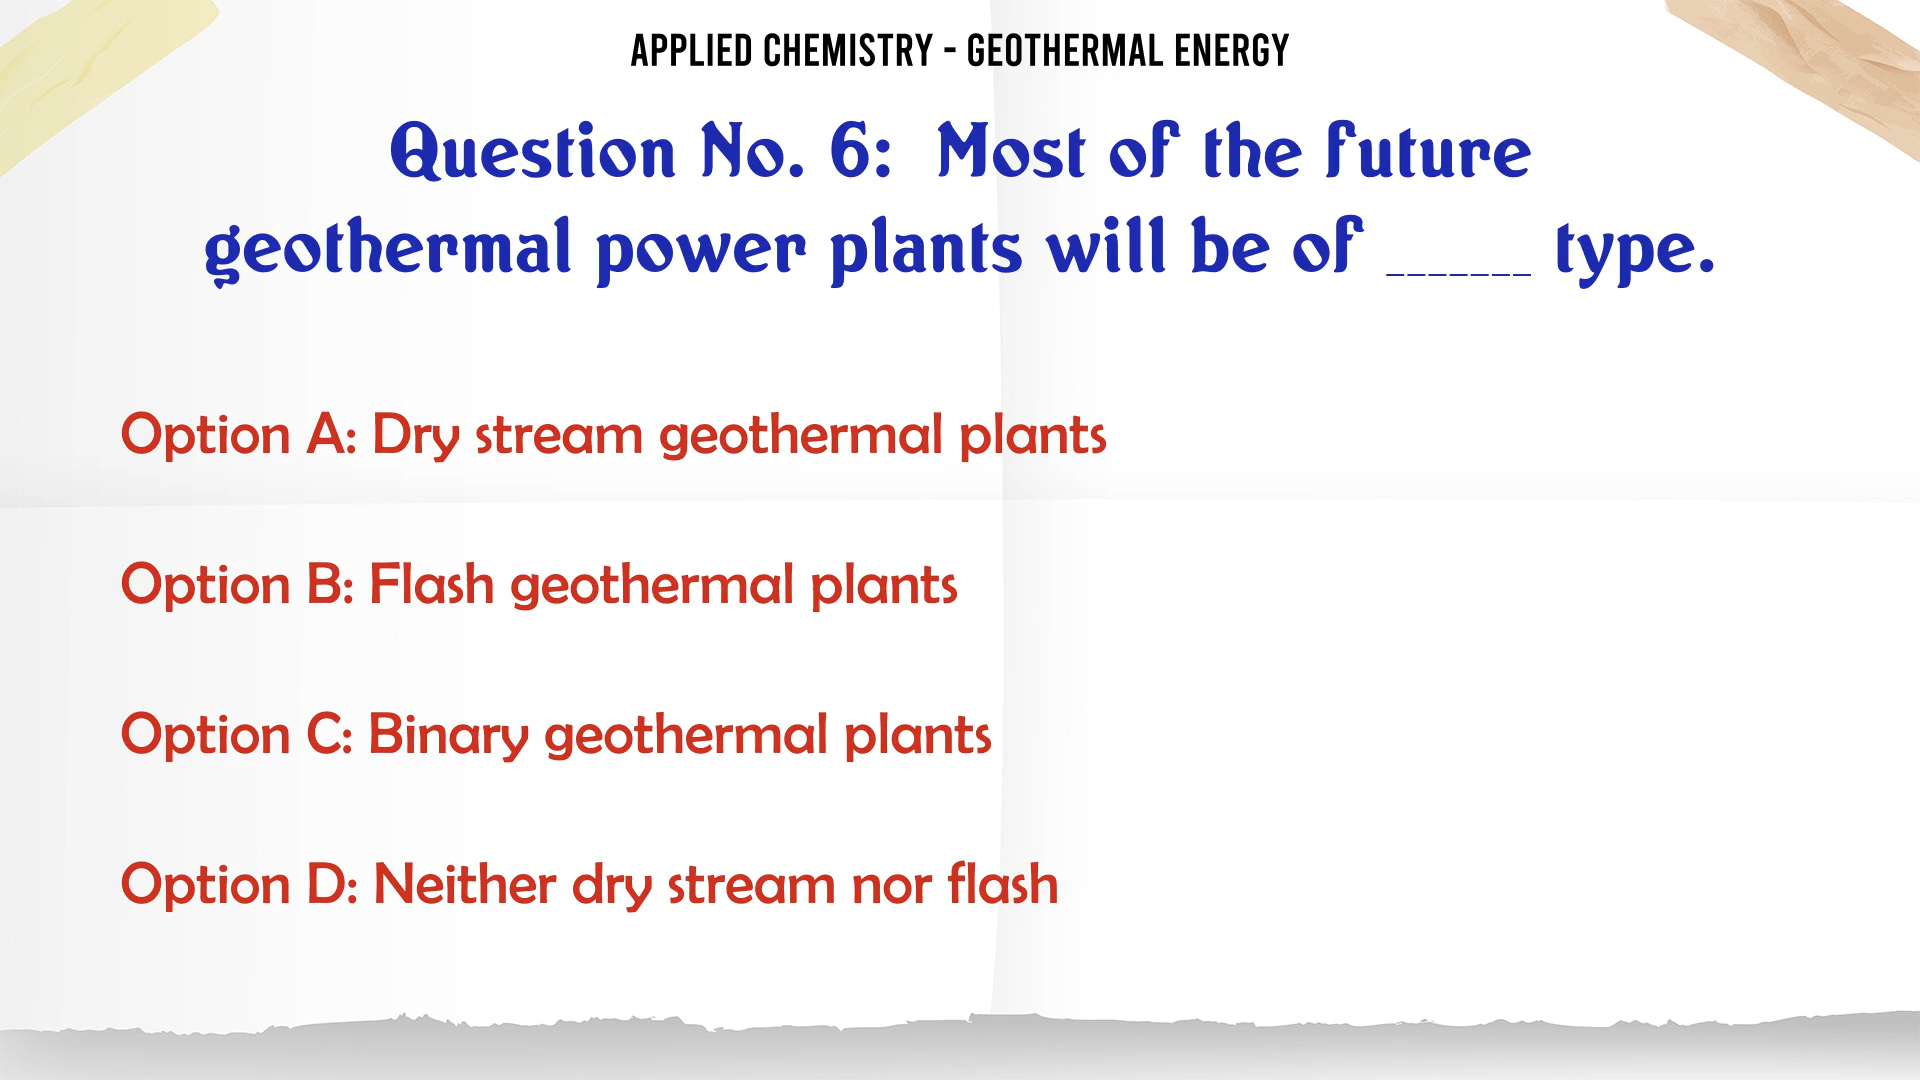 APPLIED CHEMISTRY - GEOTHERMAL ENERGY
Question No. 6: Most of the future
geothermal power plants will be of _______ type.
Option A: Dry stream geothermal plants
Option B: Flash geothermal plants
Option C: Binary geothermal plants
Option D: Neither dry stream nor flash